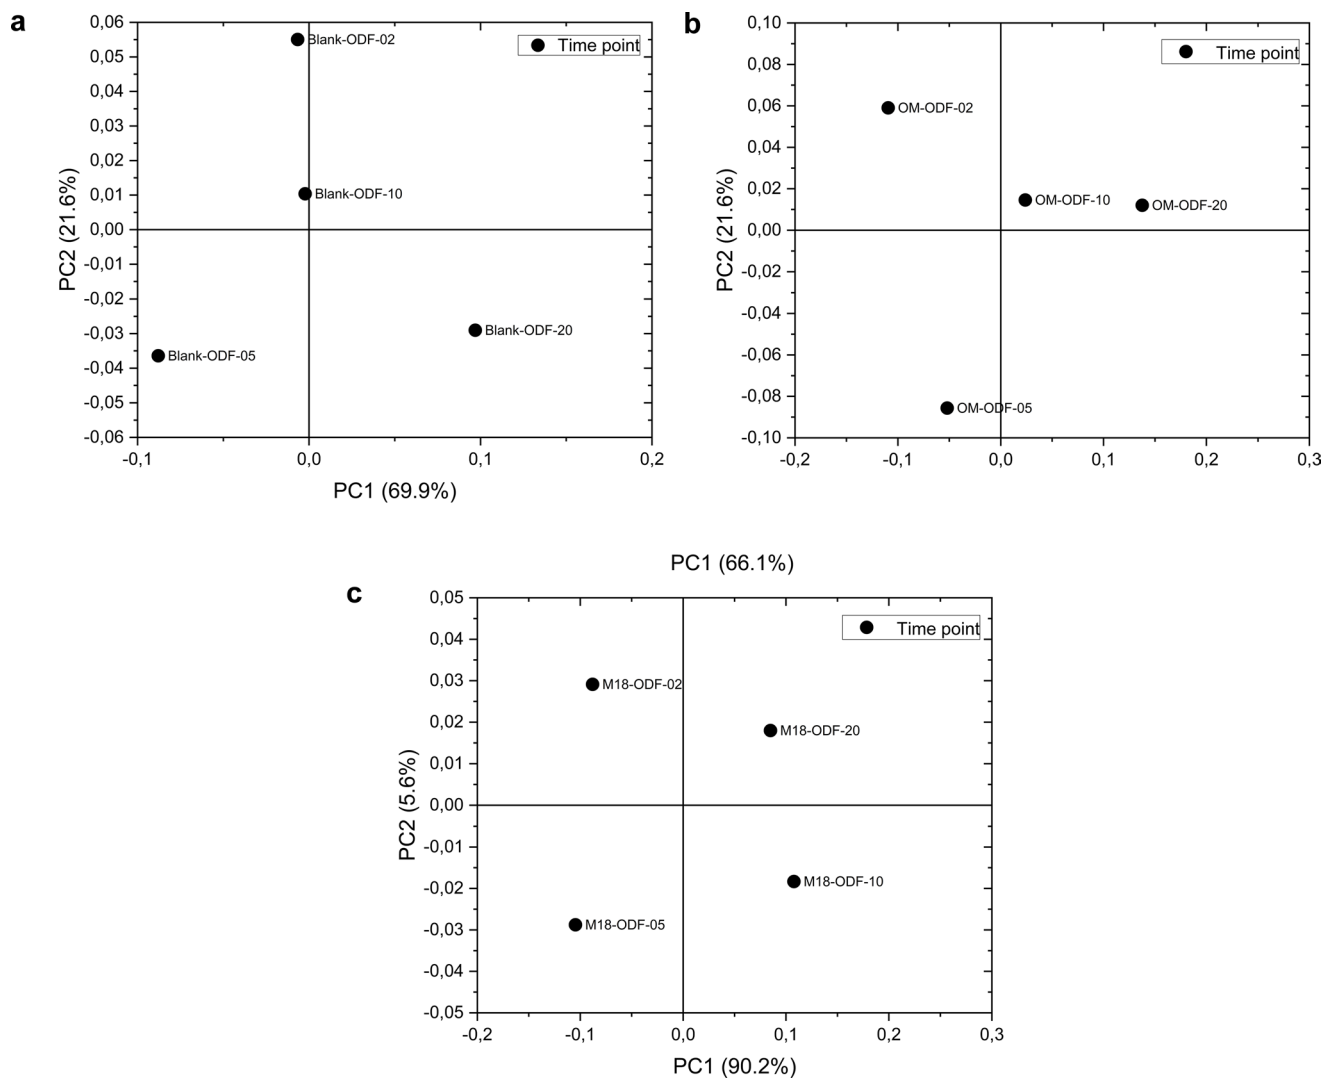 a
0,06
0,05
0,04
0,03
0,02
0,01
0,00
-0,01
-0,02
-0,03
-0,04
-0,05
-0,06
PC2 (21.6%)
Blank-ODF-02
Time point
Blank-ODF-10
Blank-ODF-20
Blank-ODF-05
-0,1
0,0
0,1
0,2
PC1 (69.9%)
b
0,10
0,08
0,06
0,04
0,02
0,00
-0,02
-0,04
-0,06
-0,08
-0,10
PC2 (21.6%)
Time point
OM-ODF-02
OM-ODF-10
OM-ODF-20
OM-ODF-05
-0,2
-0,1
0,0
0,1
0,2
0,3
PC1 (66.1%)
c
0,05
0,04
0,03
0,02
0,01
0,00
-0,01
-0,02
-0,03
-0,04
-0,05
PC2 (5.6%)
Time point
M18-ODF-02
M18-ODF-20
M18-ODF-10
M18-ODF-05
-0,2
-0,1
0,0
0,1
0,2
0,3
PC1 (90.2%)